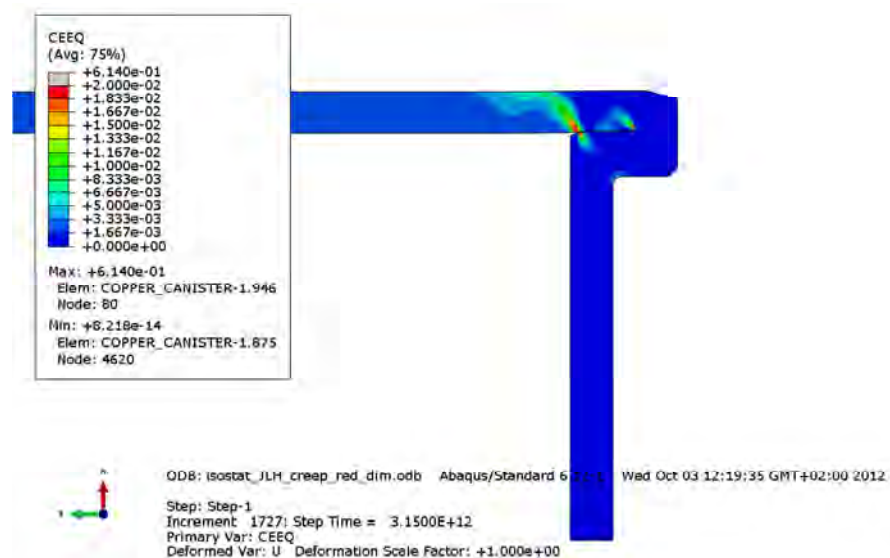 CEEQ
(Avg: 75%)
+6.140e-01
+2.000e-02
+1.833e-02
+1.667e-02
+1.500e-02
+1.333e-02
+1.167e-02
+1.000e-02
+8.333e-03
+6.667e-03
+5.000e-03
+3.333e-03
+1.667e-03
+0.000e+00
Max: +6.140e-01
Elem: COPPER_CANISTER-1.946
Node: 80
Min: +8.218e-14
Elem: COPPER_CANISTER-1.875
Node: 4620
ODB: isostat_JLH_creep_red_dim.odb Abaqus/Standard Wed Oct 03 12:19:35 GMT+02:00 2012
Step: Step-1
Increment 1727: Step Time = 3.1500E+12
Primary Var: CEEQ
Deformed Var: U Deformation Scale Factor: +1.000e+00